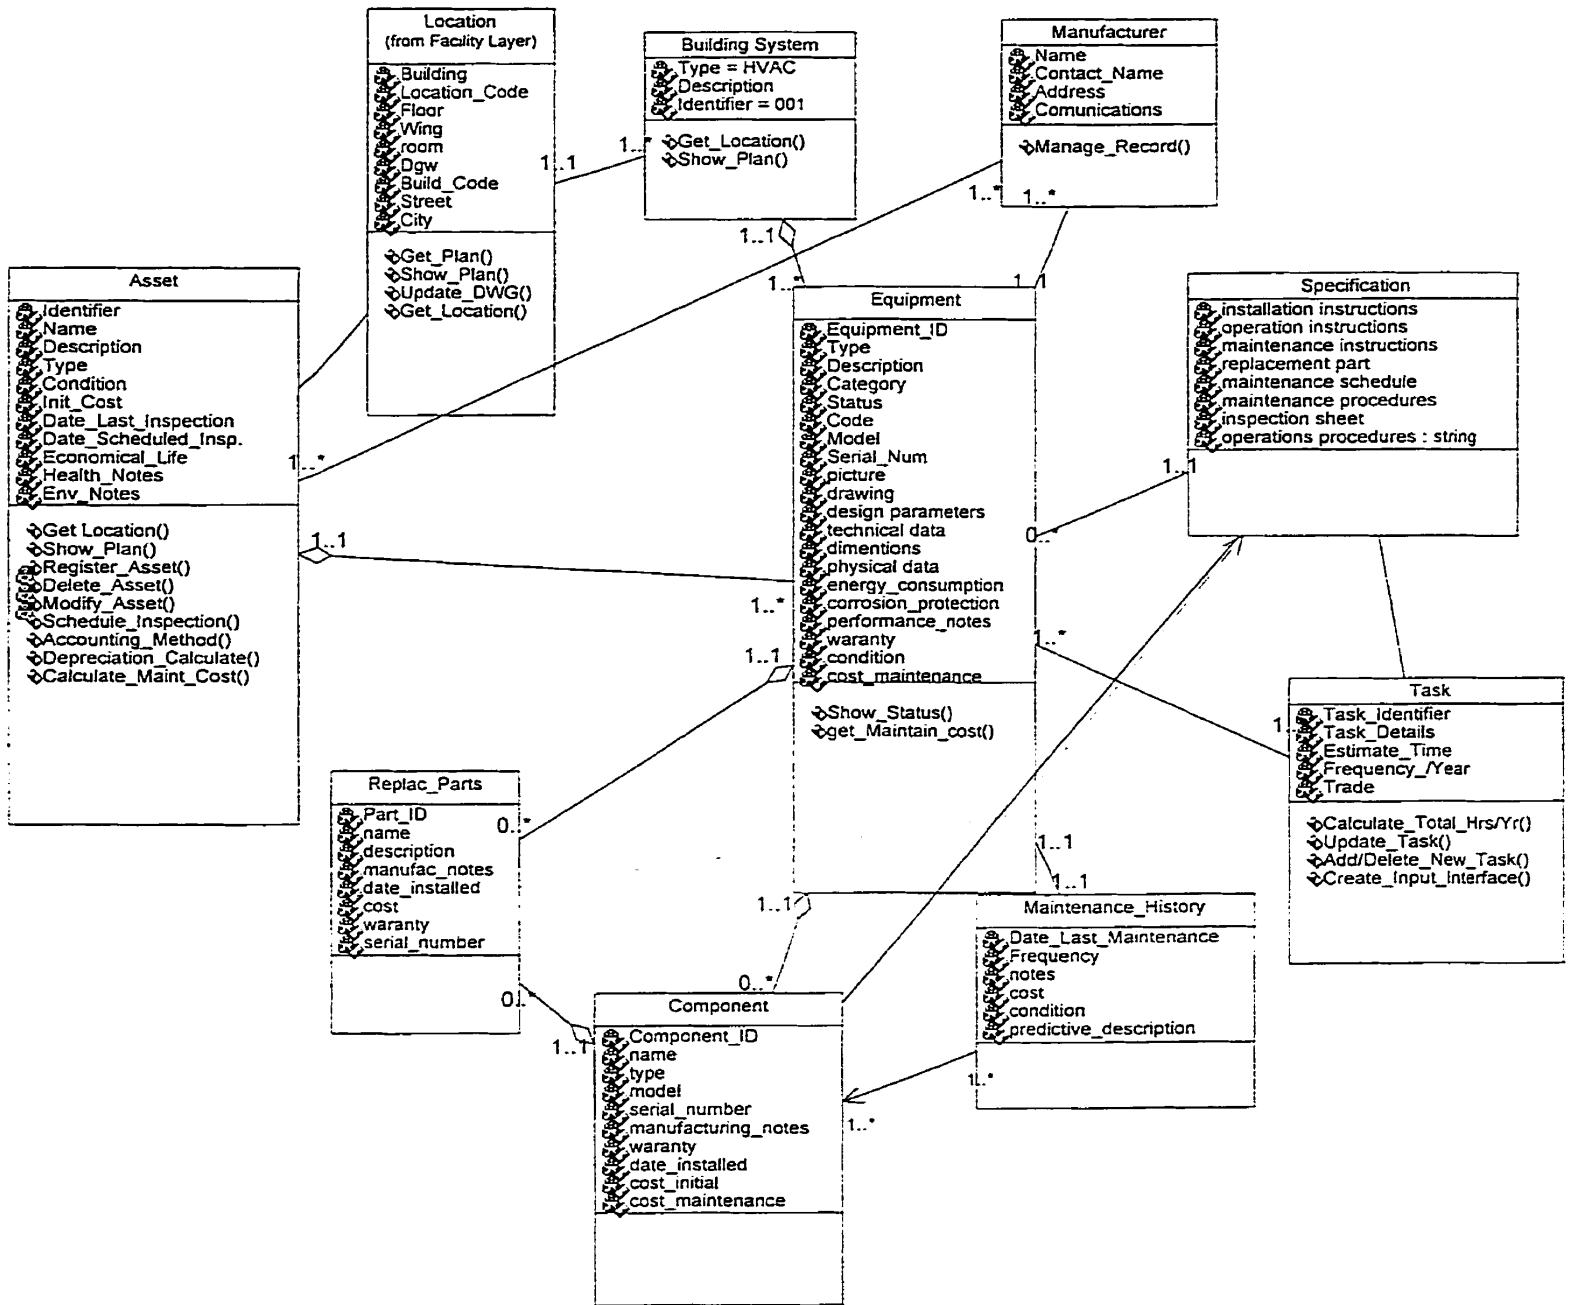 Location
(from Facility Layer)
Building
Location_Code
Floor
Wing
room
Dgw
Build_Code
Street
City
Get_Plan()
Show_Plan()
Update_DWG()
Get_Location()
1..1
1..*
Building System
Type = HVAC
Description
Identifier = 001
Get_Location()
Show_Plan()
1..1
1..*
Manufacturer
Name
Contact_Name
Address
Comunications
Manage_Record()
1..*
1..*
1..1
Asset
Identifier
Name
Description
Type
Condition
Init_Cost
Date_Last_Inspection
Date_Scheduled_Insp.
Economical_Life
Health_Notes
Env_Notes
Get Location()
Show_Plan()
Register_Asset()
Delete_Asset()
Modify_Asset()
Schedule_Inspection()
Accounting_Method()
Depreciation_Calculate()
Calculate_Maint_Cost()
1..*
1..1
1..*
Equipment
Equipment_ID
Type
Description
Category
Status
Code
Model
Serial_Num
picture
drawing
design parameters
technical data
dimentions
physical data
energy_consumption
corrosion_protection
performance_notes
waranty
condition
cost_maintenance
Show_Status()
get_Maintain_cost()
1..1
0..*
1..*
1..1
1..1
1..1
Specification
installation instructions
operation instructions
maintenance instructions
replacement part
maintenance schedule
maintenance procedures
inspection sheet
operations procedures : string
1..1
Task
Task_Identifier
Task_Details
Estimate_Time
Frequency_/Year
Trade
Calculate_Total_Hrs/Yr()
Update_Task()
Add/Delete_New_Task()
Create_Input_Interface()
Replac_Parts
Part_ID
name
description
manufac_notes
date_installed
cost
waranty
serial_number
0..*
0..*
1..1
0..*
Component
Component_ID
name
type
model
serial_number
manufacturing_notes
waranty
date_installed
cost_initial
cost_maintenance
Maintenance_History
Date_Last_Maintenance
Frequency
notes
cost
condition
predictive_description
1..*
1..*